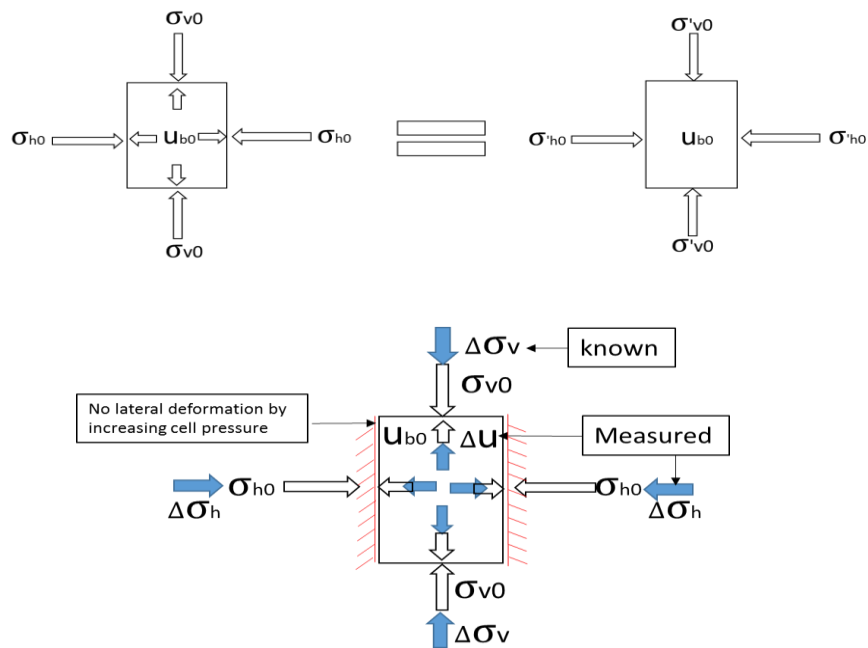 σv0
σ'v0
σh0
ub0
σh0
σ'h0
ub0
σ'h0
σv0
σ'v0
Δσv
known
σv0
No lateral deformation by
increasing cell pressure
ub0
Δu
Measured
σh0
σh0
Δσh
Δσh
σv0
Δσv